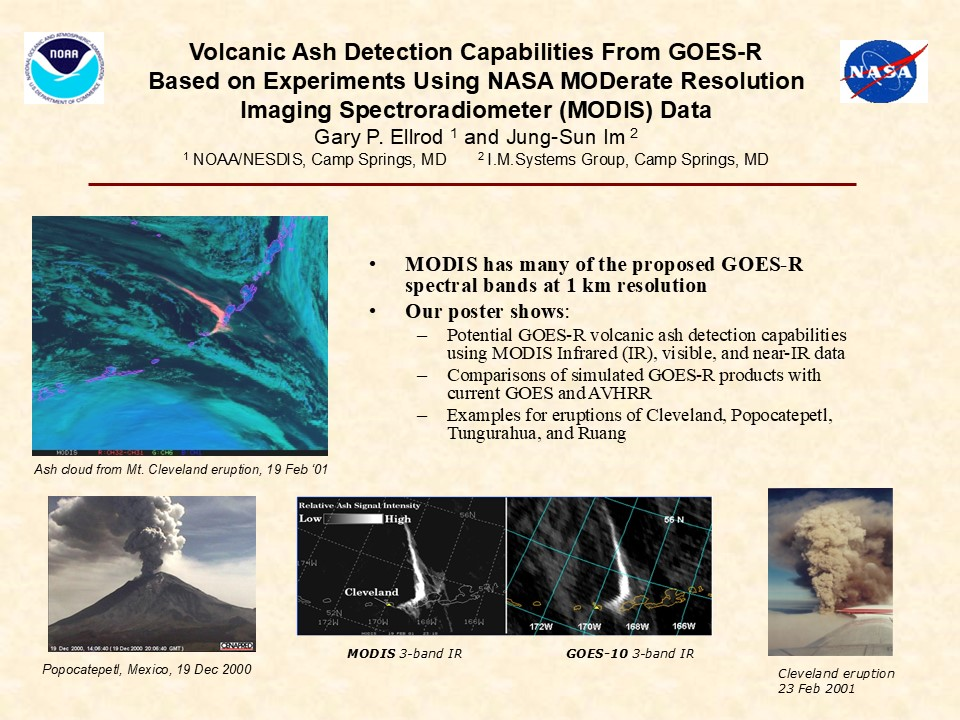 NOAA
NATIONAL OCEANIC AND ATMOSPHERIC ADMINISTRATION
U.S. DEPARTMENT OF COMMERCE
NASA
Volcanic Ash Detection Capabilities From GOES-R
Based on Experiments Using NASA MODerate Resolution
Imaging Spectroradiometer (MODIS) Data
Gary P. Ellrod 1 and Jung-Sun Im 2
1 NOAA/NESDIS, Camp Springs, MD 2 I.M.Systems Group, Camp Springs, MD
• MODIS has many of the proposed GOES-R
spectral bands at 1 km resolution
• Our poster shows:
– Potential GOES-R volcanic ash detection capabilities
using MODIS Infrared (IR), visible, and near-IR data
– Comparisons of simulated GOES-R products with
current GOES and AVHRR
– Examples for eruptions of Cleveland, Popocatepetl,
Tungurahua, and Ruang
MODIS R:CH32-CH31 G:CH6
Ash cloud from Mt. Cleveland eruption, 19 Feb ‘01
19 Dec 2000, 14:06:40 (19 Dec 2000 20:06:40 GMT) CENAPRED
Popocatepetl, Mexico, 19 Dec 2000
Relative Ash Signal Intensity
Low High
56N
174W
Cleveland
52N
172W 170W 168W 166W
56 N
172W 170W 168W 166W
MODIS 3-band IR
GOES-10 3-band IR
Cleveland eruption
23 Feb 2001